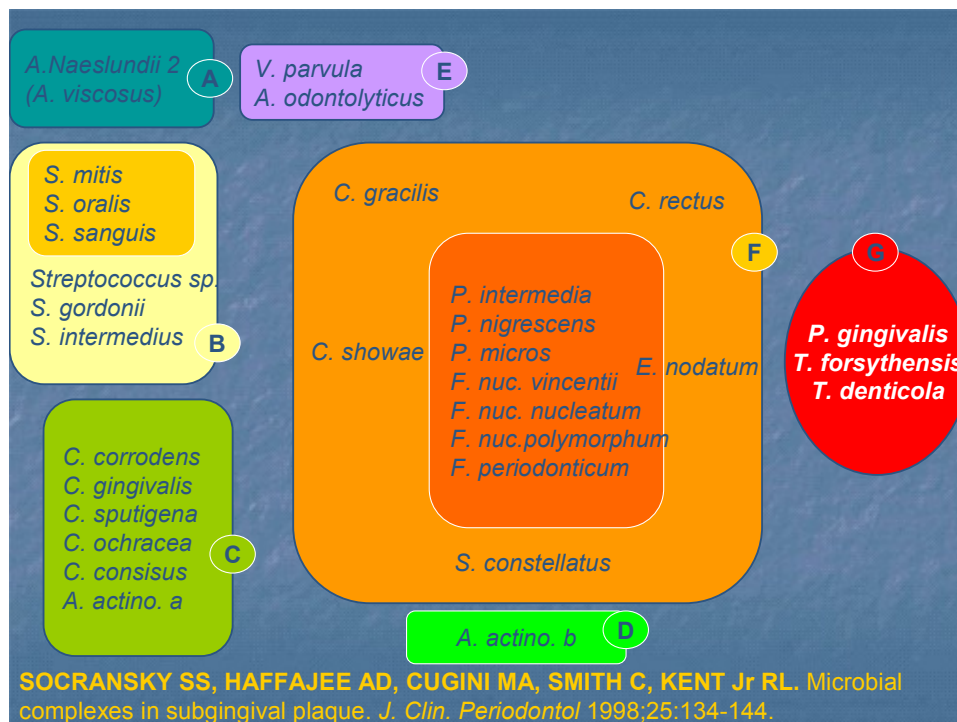 A.Naeslundii 2
(A. viscosus)
A
V. parvula
A. odontolyticus
E
S. mitis
S. oralis
S. sanguis
Streptococcus sp.
S. gordonii
S. intermedius
B
C. corrodens
C. gingivalis
C. sputigena
C. ochracea
C. consisus
A. actino. a
C
C. gracilis
C. rectus
F
P. intermedia
P. nigrescens
P. micros
F. nuc. vincentii
F. nuc. nucleatum
F. nuc.polymorphum
F. periodonticum
C. showae
E. nodatum
S. constellatus
A. actino. b
D
G
P. gingivalis
T. forsythensis
T. denticola
SOCRANSKY SS, HAFFAJEE AD, CUGINI MA, SMITH C, KENT Jr RL. Microbial
complexes in subgingival plaque. J. Clin. Periodontol 1998;25:134-144.